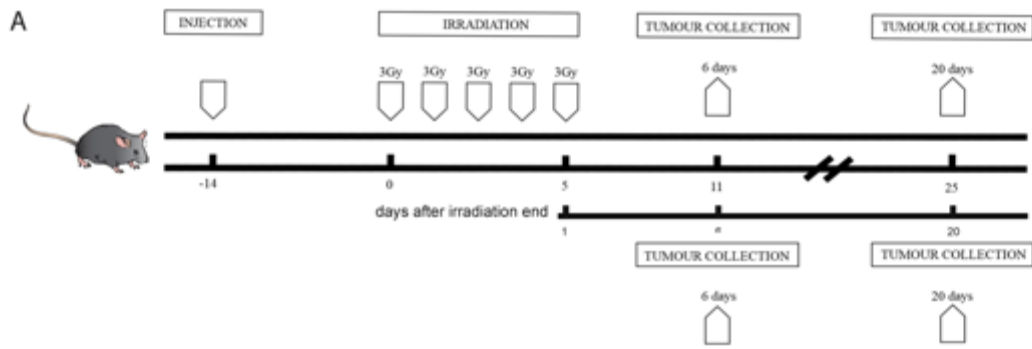 A
INJECTION IRRADIATION TUMOUR COLLECTION TUMOUR COLLECTION
3Gy 3Gy 3Gy 3Gy 3Gy 6 days 20 days
-14 0 5 11 25
days after irradiation end
1 20
TUMOUR COLLECTION TUMOUR COLLECTION
6 days 20 days